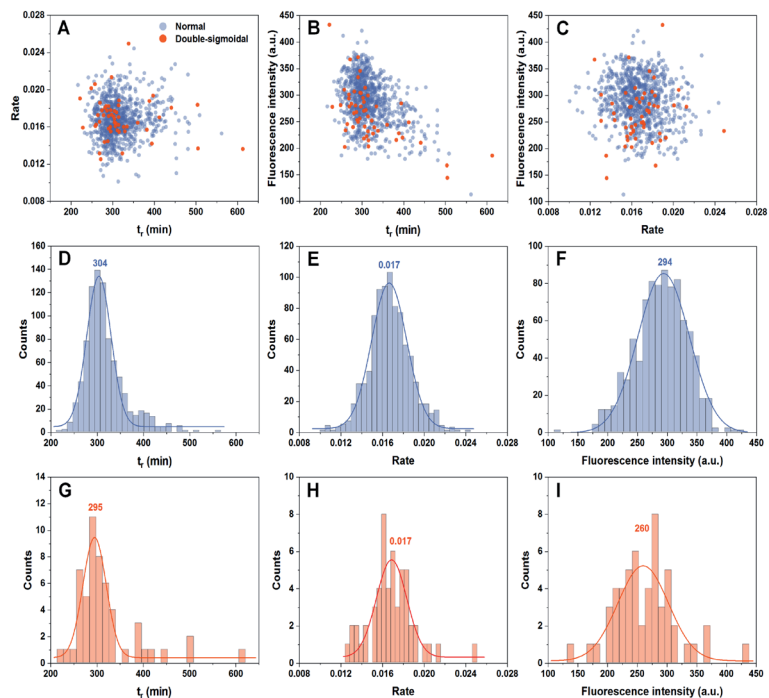 A
Normal
Double-sigmoidal
Rate
0.028
0.024
0.020
0.016
0.012
0.008
200 300 400 500 600
tr (min)
B
Fluorescence intensity (a.u.)
450
400
350
300
250
200
150
100
200 300 400 500 600
tr (min)
C
Fluorescence intensity (a.u.)
450
400
350
300
250
200
150
100
0.008 0.012 0.016 0.020 0.024 0.028
Rate
D
304
Counts
160
140
120
100
80
60
40
20
0
200 300 400 500 600
tr (min)
E
0.017
Counts
120
100
80
60
40
20
0
0.008 0.012 0.016 0.020 0.024 0.028
Rate
F
294
Counts
100
80
60
40
20
0
100 150 200 250 300 350 400 450
Fluorescence intensity (a.u.)
G
295
Counts
14
12
10
8
6
4
2
0
200 300 400 500 600
tr (min)
H
0.017
Counts
10
8
6
4
2
0
0.008 0.012 0.016 0.020 0.024 0.028
Rate
I
260
Counts
10
8
6
4
2
0
100 150 200 250 300 350 400 450
Fluorescence intensity (a.u.)